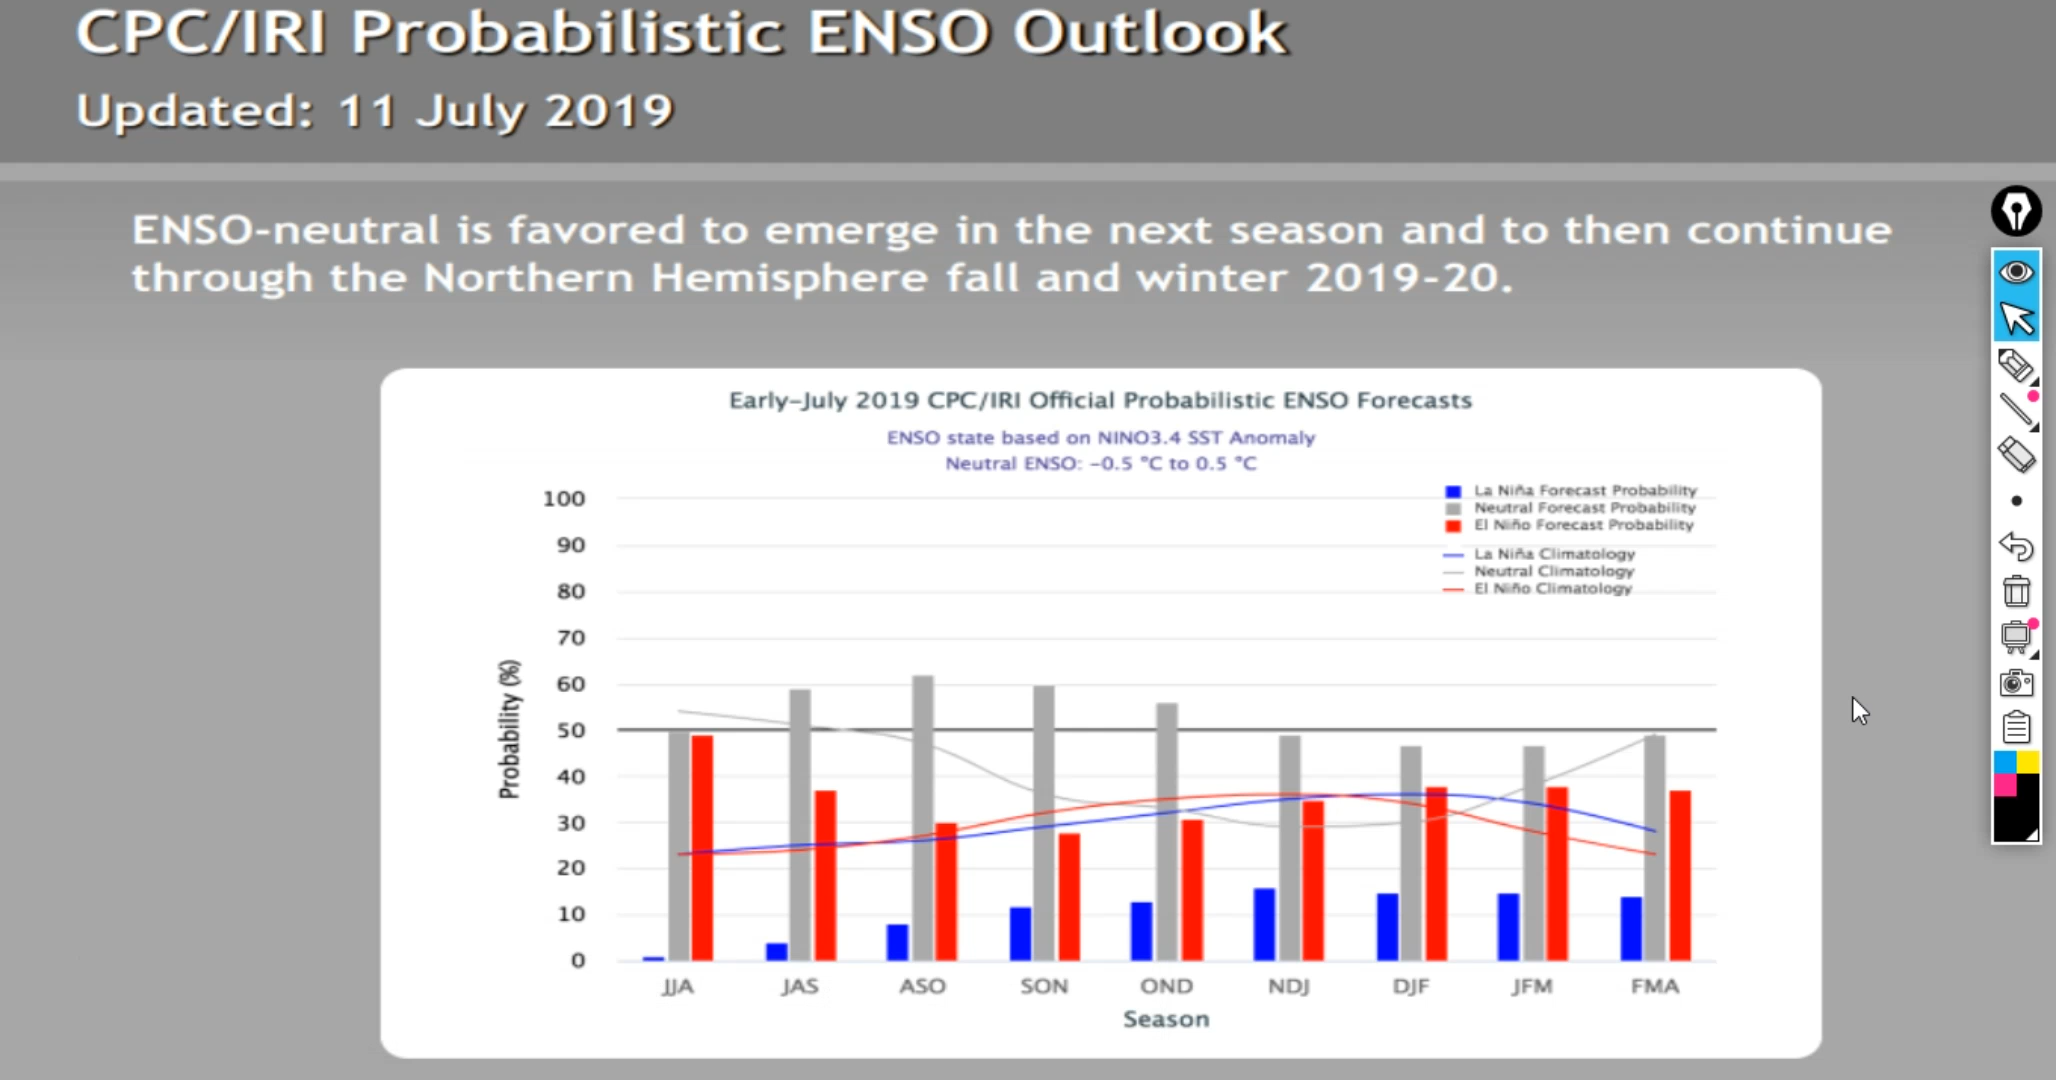 CPC/IRI Probabilistic ENSO Outlook
Updated: 11 July 2019
ENSO-neutral is favored to emerge in the next season and to then continue
through the Northern Hemisphere fall and winter 2019-20.
Early-July 2019 CPC/IRI Official Probabilistic ENSO Forecasts
ENSO state based on NINO3.4 SST Anomaly
Neutral ENSO: -0.5 °C to 0.5 °C
La Niña Forecast Probability
Neutral Forecast Probability
El Niño Forecast Probability
La Niña Climatology
Neutral Climatology
El Niño Climatology
Probability (%)
100
90
80
70
60
50
40
30
20
10
0
JJA JAS ASO SON OND NDJ DJF JFM FMA
Season